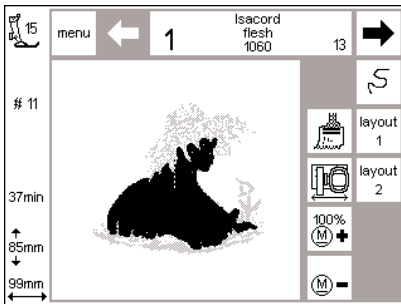 15
menu
1
Isacord
flesh
1060
13
# 11
layout
1
layout
2
37min
100%
M +
85mm
M -
99mm